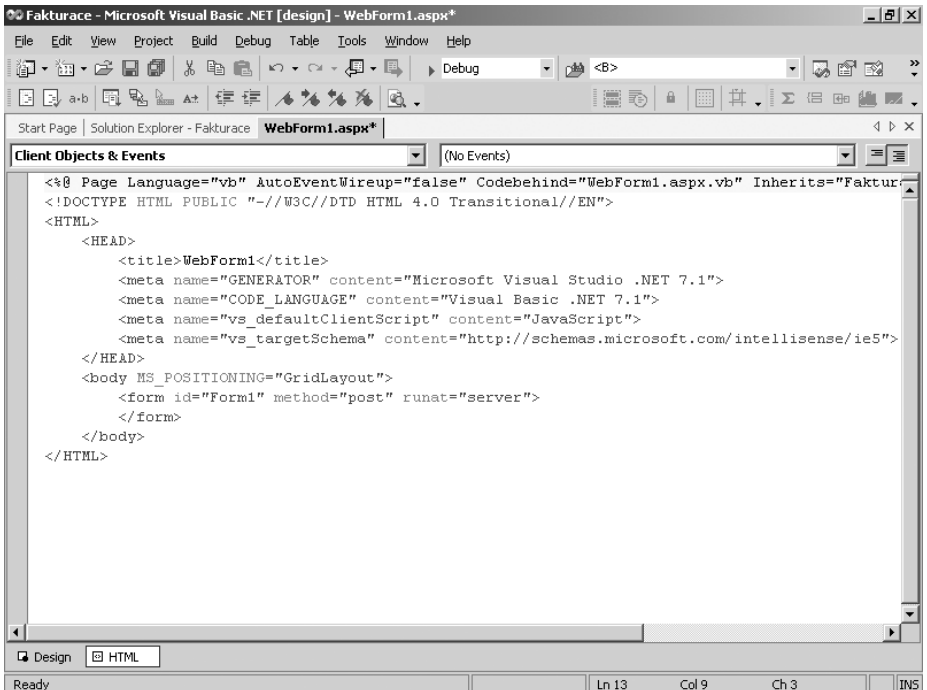 Fakturace - Microsoft Visual Basic .NET [design] - WebForm1.aspx*
File Edit View Project Build Debug Table Tools Window Help
Debug <B>
Start Page Solution Explorer - Fakturace WebForm1.aspx*
Client Objects & Events (No Events)
<%@ Page Language="vb" AutoEventWireup="false" Codebehind="WebForm1.aspx.vb" Inherits="Faktura
<!DOCTYPE HTML PUBLIC "-//W3C//DTD HTML 4.0 Transitional//EN">
<HTML>
<HEAD>
<title>WebForm1</title>
<meta name="GENERATOR" content="Microsoft Visual Studio .NET 7.1">
<meta name="CODE_LANGUAGE" content="Visual Basic .NET 7.1">
<meta name="vs_defaultClientScript" content="JavaScript">
<meta name="vs_targetSchema" content="http://schemas.microsoft.com/intellisense/ie5">
</HEAD>
<body MS_POSITIONING="GridLayout">
<form id="Form1" method="post" runat="server">
</form>
</body>
</HTML>
Design HTML
Ready Ln 13 Col 9 Ch 3 INS